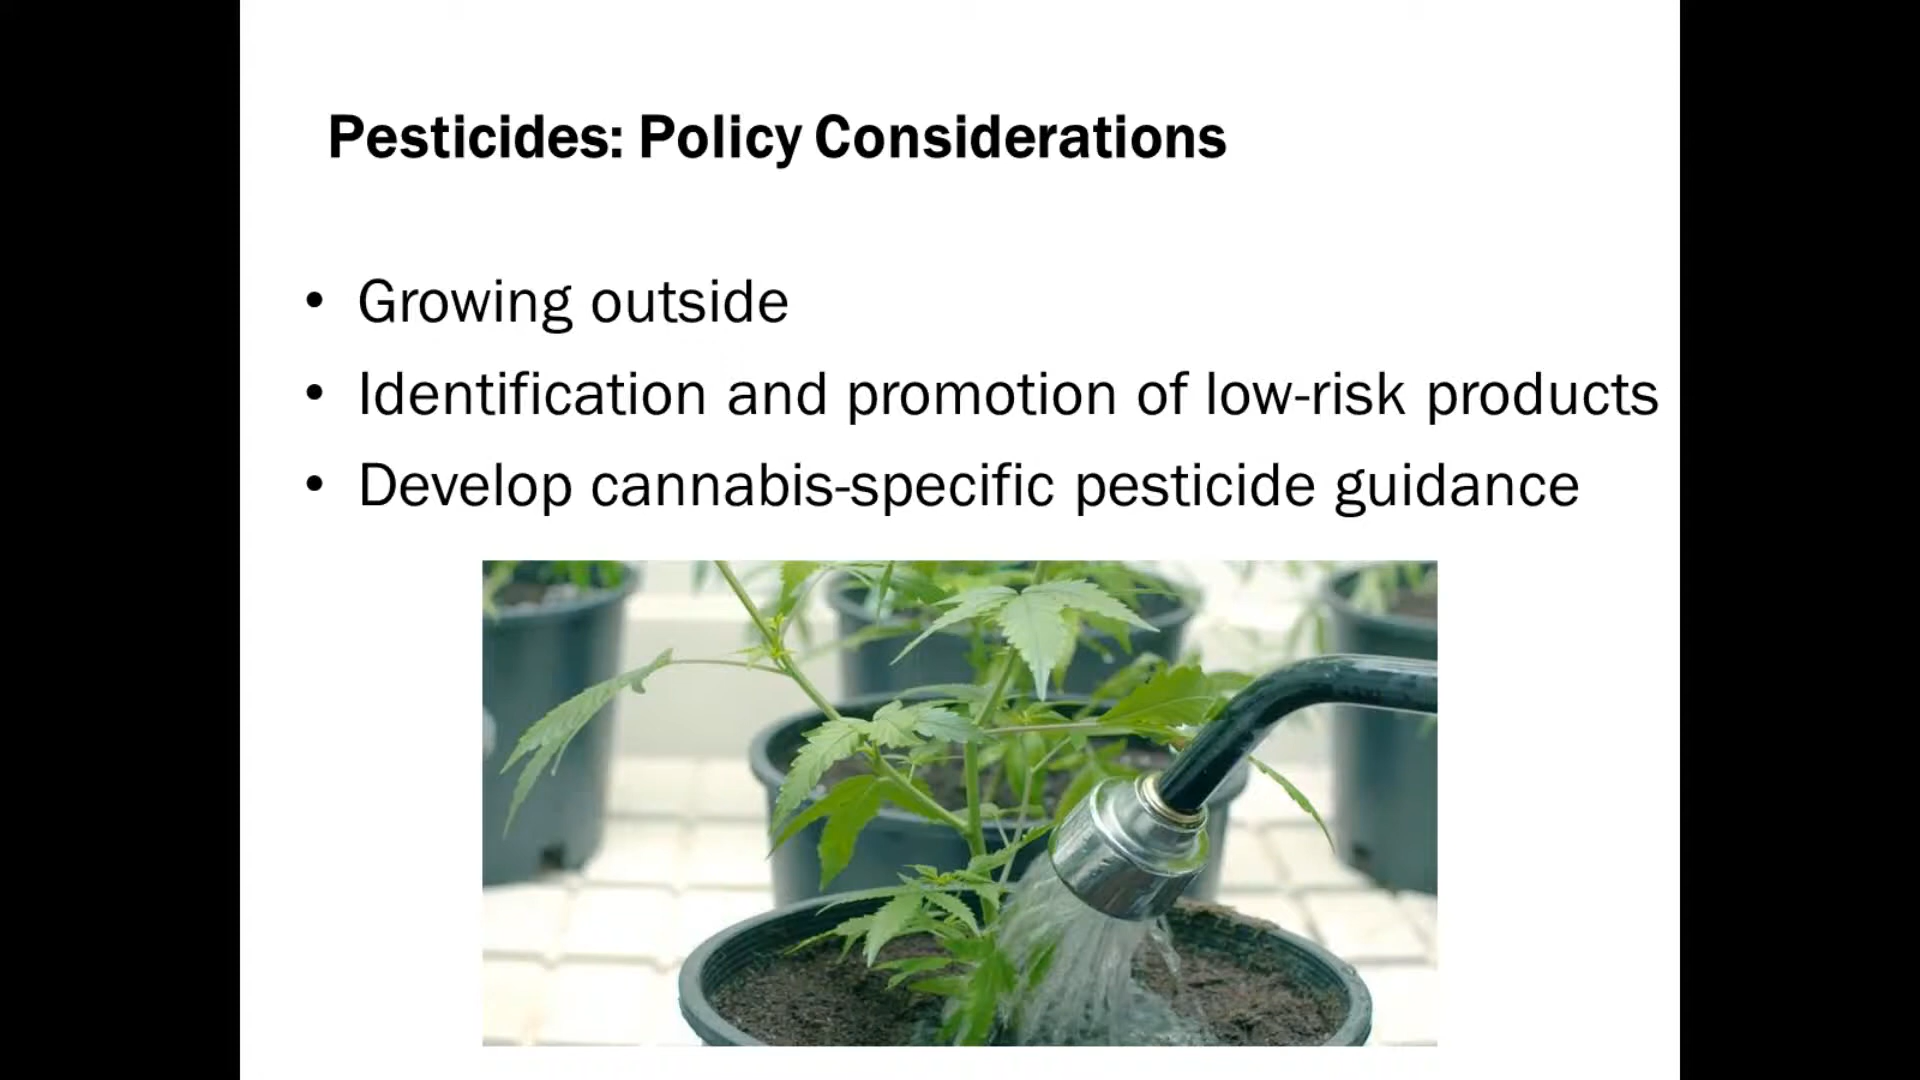 Pesticides: Policy Considerations
• Growing outside
• Identification and promotion of low-risk products
• Develop cannabis-specific pesticide guidance